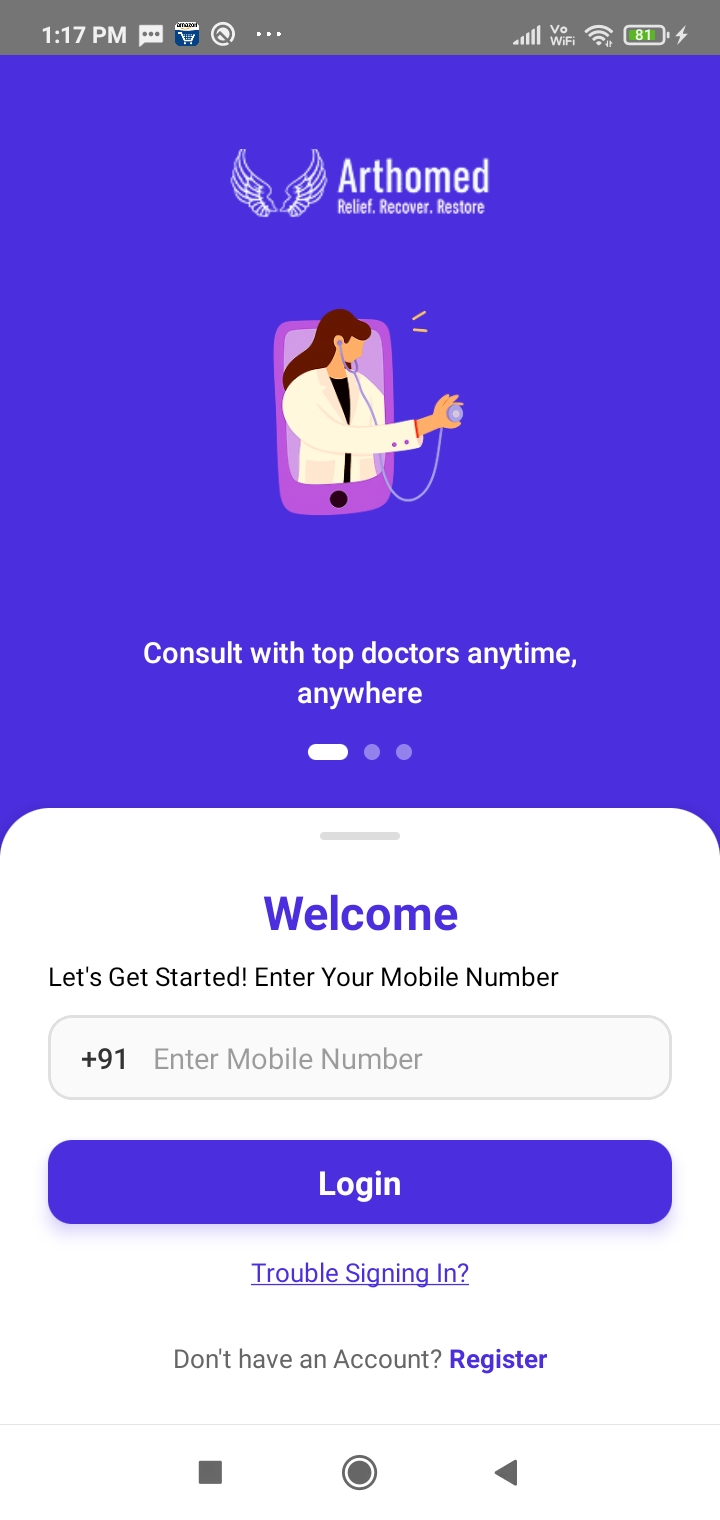 1:17 PM
Vo
WiFi
81
amazon
Arthomed
Relief. Recover. Restore
Consult with top doctors anytime,
anywhere
Welcome
Let's Get Started! Enter Your Mobile Number
+91 Enter Mobile Number
Login
Trouble Signing In?
Don't have an Account? Register